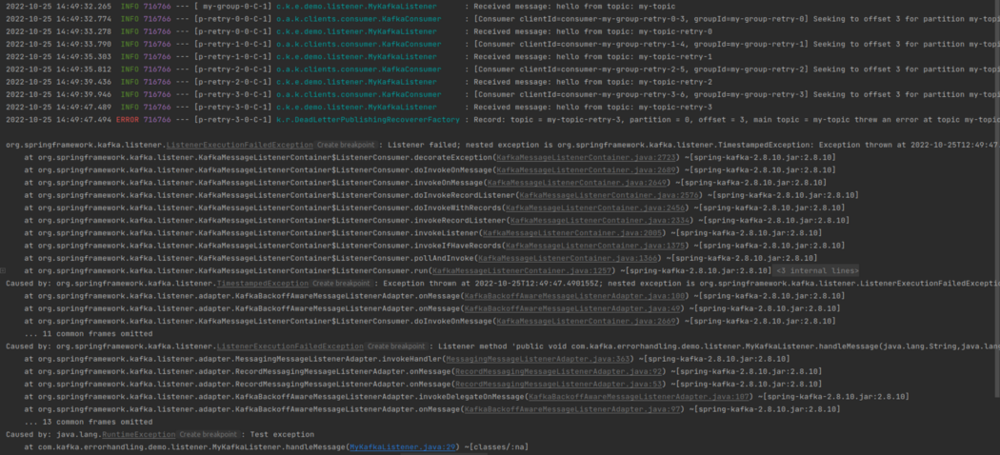 2022-10-25 14:49:32.265 INFO 716766 --- [ my-group-0-C-1] c.k.e.demo.listener.MyKafkaListener : Received message: hello from topic: my-topic
2022-10-25 14:49:32.774 INFO 716766 --- [p-retry-0-0-C-1] o.a.k.clients.consumer.KafkaConsumer : [Consumer clientId=consumer-my-group-retry-0-3, groupId=my-group-retry-0] Seeking to offset 3 for partition my-topi
2022-10-25 14:49:33.278 INFO 716766 --- [p-retry-0-0-C-1] c.k.e.demo.listener.MyKafkaListener : Received message: hello from topic: my-topic-retry-0
2022-10-25 14:49:33.790 INFO 716766 --- [p-retry-1-0-C-1] o.a.k.clients.consumer.KafkaConsumer : [Consumer clientId=consumer-my-group-retry-1-4, groupId=my-group-retry-1] Seeking to offset 3 for partition my-topi
2022-10-25 14:49:35.303 INFO 716766 --- [p-retry-1-0-C-1] c.k.e.demo.listener.MyKafkaListener : Received message: hello from topic: my-topic-retry-1
2022-10-25 14:49:35.812 INFO 716766 --- [p-retry-2-0-C-1] o.a.k.clients.consumer.KafkaConsumer : [Consumer clientId=consumer-my-group-retry-2-5, groupId=my-group-retry-2] Seeking to offset 3 for partition my-topi
2022-10-25 14:49:39.436 INFO 716766 --- [p-retry-2-0-C-1] c.k.e.demo.listener.MyKafkaListener : Received message: hello from topic: my-topic-retry-2
2022-10-25 14:49:39.946 INFO 716766 --- [p-retry-3-0-C-1] o.a.k.clients.consumer.KafkaConsumer : [Consumer clientId=consumer-my-group-retry-3-6, groupId=my-group-retry-3] Seeking to offset 3 for partition my-topi
2022-10-25 14:49:47.489 INFO 716766 --- [p-retry-3-0-C-1] c.k.e.demo.listener.MyKafkaListener : Received message: hello from topic: my-topic-retry-3
2022-10-25 14:49:47.494 ERROR 716766 --- [p-retry-3-0-C-1] k.r.DeadLetterPublishingRecovererFactory : Record: topic = my-topic-retry-3, partition = 0, offset = 3, main topic = my-topic threw an error at topic my-topic
org.springframework.kafka.listener.ListenerExecutionFailedException Create breakpoint : Listener failed; nested exception is org.springframework.kafka.listener.TimestampedException: Exception thrown at 2022-10-25T12:49:47.
at org.springframework.kafka.listener.KafkaMessageListenerContainer$ListenerConsumer.decorateException(KafkaMessageListenerContainer.java:2723) ~[spring-kafka-2.8.10.jar:2.8.10]
at org.springframework.kafka.listener.KafkaMessageListenerContainer$ListenerConsumer.doInvokeOnMessage(KafkaMessageListenerContainer.java:2689) ~[spring-kafka-2.8.10.jar:2.8.10]
at org.springframework.kafka.listener.KafkaMessageListenerContainer$ListenerConsumer.invokeOnMessage(KafkaMessageListenerContainer.java:2649) ~[spring-kafka-2.8.10.jar:2.8.10]
at org.springframework.kafka.listener.KafkaMessageListenerContainer$ListenerConsumer.doInvokeRecordListener(KafkaMessageListenerContainer.java:2576) ~[spring-kafka-2.8.10.jar:2.8.10]
at org.springframework.kafka.listener.KafkaMessageListenerContainer$ListenerConsumer.doInvokeWithRecords(KafkaMessageListenerContainer.java:2456) ~[spring-kafka-2.8.10.jar:2.8.10]
at org.springframework.kafka.listener.KafkaMessageListenerContainer$ListenerConsumer.invokeRecordListener(KafkaMessageListenerContainer.java:2334) ~[spring-kafka-2.8.10.jar:2.8.10]
at org.springframework.kafka.listener.KafkaMessageListenerContainer$ListenerConsumer.invokeListener(KafkaMessageListenerContainer.java:2005) ~[spring-kafka-2.8.10.jar:2.8.10]
at org.springframework.kafka.listener.KafkaMessageListenerContainer$ListenerConsumer.invokeIfHaveRecords(KafkaMessageListenerContainer.java:1375) ~[spring-kafka-2.8.10.jar:2.8.10]
at org.springframework.kafka.listener.KafkaMessageListenerContainer$ListenerConsumer.pollAndInvoke(KafkaMessageListenerContainer.java:1366) ~[spring-kafka-2.8.10.jar:2.8.10]
at org.springframework.kafka.listener.KafkaMessageListenerContainer$ListenerConsumer.run(KafkaMessageListenerContainer.java:1257) ~[spring-kafka-2.8.10.jar:2.8.10] <3 internal lines>
Caused by: org.springframework.kafka.listener.TimestampedException Create breakpoint : Exception thrown at 2022-10-25T12:49:47.490155Z; nested exception is org.springframework.kafka.listener.ListenerExecutionFailedExceptio
at org.springframework.kafka.listener.adapter.KafkaBackoffAwareMessageListenerAdapter.onMessage(KafkaBackoffAwareMessageListenerAdapter.java:108) ~[spring-kafka-2.8.10.jar:2.8.10]
at org.springframework.kafka.listener.adapter.KafkaBackoffAwareMessageListenerAdapter.onMessage(KafkaBackoffAwareMessageListenerAdapter.java:49) ~[spring-kafka-2.8.10.jar:2.8.10]
at org.springframework.kafka.listener.KafkaMessageListenerContainer$ListenerConsumer.doInvokeOnMessage(KafkaMessageListenerContainer.java:2669) ~[spring-kafka-2.8.10.jar:2.8.10]
... 11 common frames omitted
Caused by: org.springframework.kafka.listener.ListenerExecutionFailedException Create breakpoint : Listener method 'public void com.kafka.errorhandling.demo.listener.MyKafkaListener.handleMessage(java.lang.String,java.lang
at org.springframework.kafka.listener.adapter.MessagingMessageListenerAdapter.invokeHandler(MessagingMessageListenerAdapter.java:363) ~[spring-kafka-2.8.10.jar:2.8.10]
at org.springframework.kafka.listener.adapter.RecordMessagingMessageListenerAdapter.onMessage(RecordMessagingMessageListenerAdapter.java:92) ~[spring-kafka-2.8.10.jar:2.8.10]
at org.springframework.kafka.listener.adapter.RecordMessagingMessageListenerAdapter.onMessage(RecordMessagingMessageListenerAdapter.java:53) ~[spring-kafka-2.8.10.jar:2.8.10]
at org.springframework.kafka.listener.adapter.KafkaBackoffAwareMessageListenerAdapter.invokeDelegateOnMessage(KafkaBackoffAwareMessageListenerAdapter.java:107) ~[spring-kafka-2.8.10.jar:2.8.10]
at org.springframework.kafka.listener.adapter.KafkaBackoffAwareMessageListenerAdapter.onMessage(KafkaBackoffAwareMessageListenerAdapter.java:97) ~[spring-kafka-2.8.10.jar:2.8.10]
... 13 common frames omitted
Caused by: java.lang.RuntimeException Create breakpoint : Test exception
at com.kafka.errorhandling.demo.listener.MyKafkaListener.handleMessage(MyKafkaListener.java:29) ~[classes/:na]